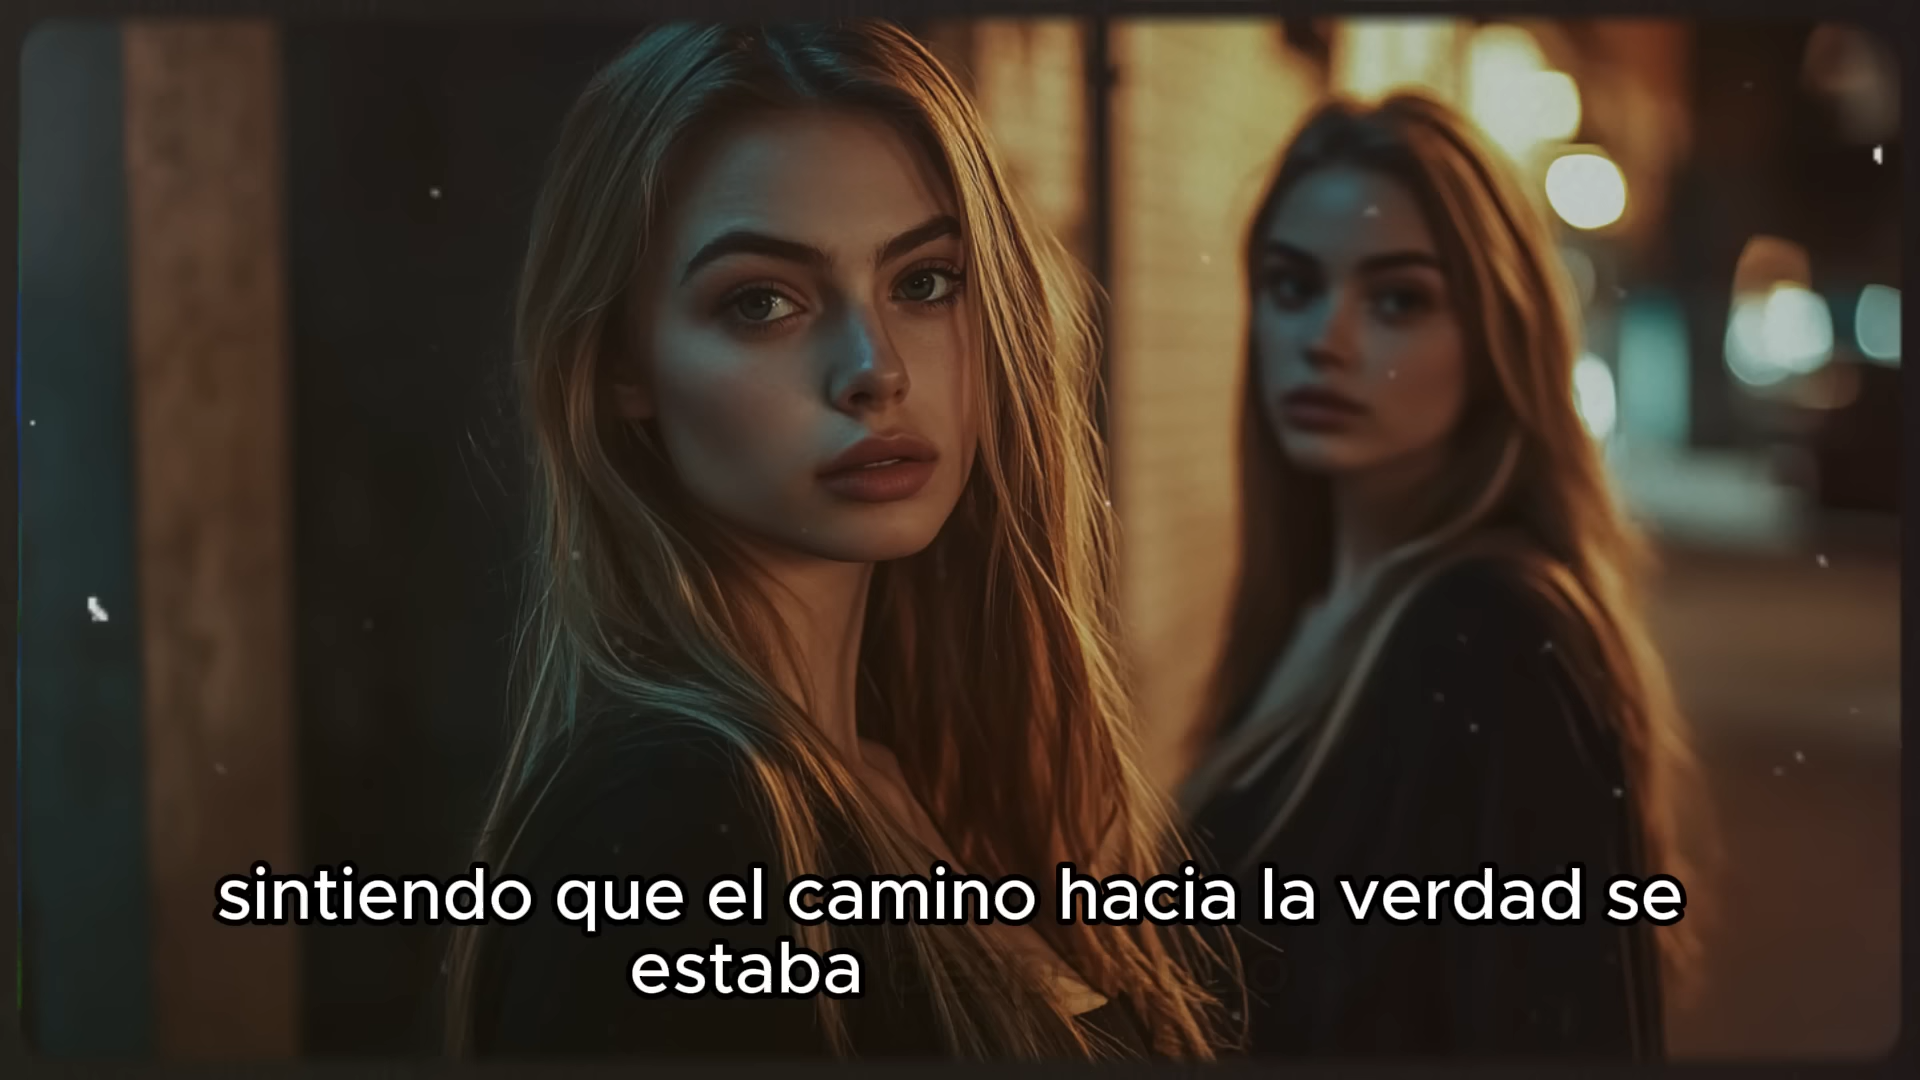 sintiendo que el camino hacia la verdad se
estaba